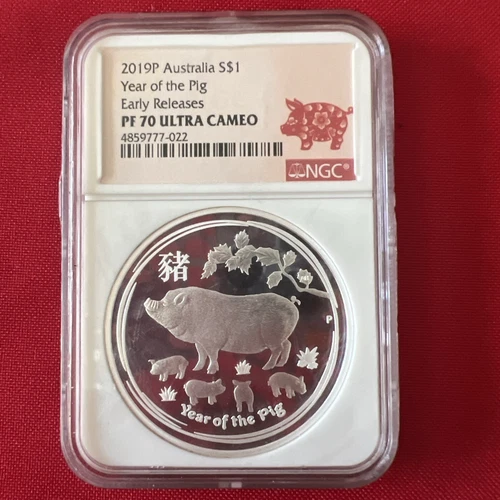 2019P Australia S$1
Year of the Pig
Early Releases
PF 70 ULTRA CAMEO
4859777-022
NGC®
豬
P
Year of the Pig